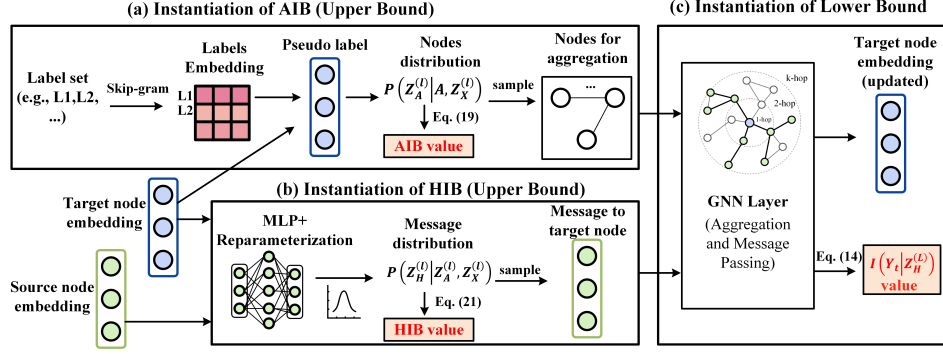 (a) Instantiation of AIB (Upper Bound)
Label set
(e.g., L1,L2,
...)
Skip-gram
Labels
Embedding
L1
L2
Pseudo label
Nodes
distribution
P(Z_A^{(l)}|A, Z_X^{(l)})
Eq. (19)
AIB value
sample
Nodes for
aggregation
...
Target node
embedding
Source node
embedding
(b) Instantiation of HIB (Upper Bound)
MLP+
Reparameterization
Message
distribution
P(Z_H^{(l)}|Z_A^{(l)}, Z_X^{(l)})
Eq. (21)
HIB value
sample
Message to
target node
(c) Instantiation of Lower Bound
k-hop
2-hop
1-hop
GNN Layer
(Aggregation
and Message
Passing)
Target node
embedding
(updated)
Eq. (14)
I(Y_t|Z_H^{(L)})
value